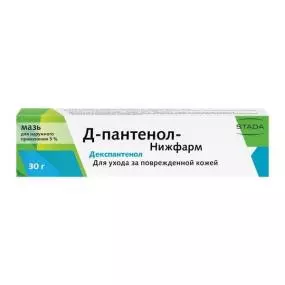 мазь
для наружного
применения 5 %
30 г
Д-пантенол-
Нижфарм
Декспантенол
Для ухода за поврежденной кожей
STADA